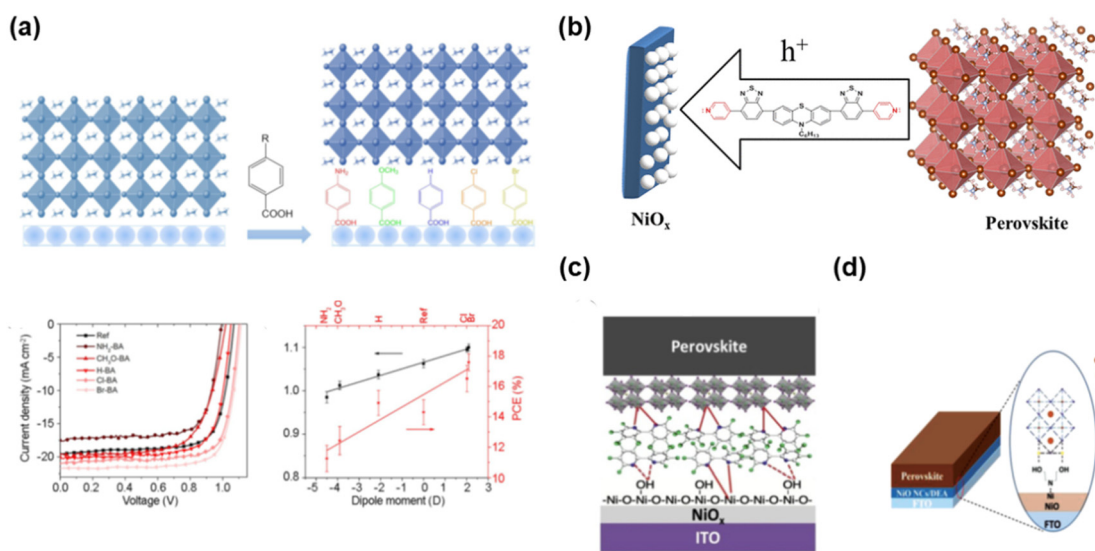 (a)
R
COOH
NH₂
OCH₃
H
Cl
Br
COOH
COOH
COOH
COOH
COOH
(b)
h⁺
N
N
S
N
N
S
N
C₆H₁₃
N
S
N
N
NiOₓ
Perovskite
Current density (mA cm⁻²)
0
-5
-10
-15
-20
Ref
NH₂-BA
CH₃O-BA
H-BA
Cl-BA
Br-BA
0.0 0.2 0.4 0.6 0.8 1.0
Voltage (V)
NH₂
CH₃O
H
Ref
Cl
Br
1.1
1.0
0.9
0.8
20
18
16
14
12
10
8
PCE (%)
-5 -4 -3 -2 -1 0 1 2 3
Dipole moment (D)
(c)
Perovskite
OH OH OH
-Ni-O-Ni-O-Ni-O-Ni-O-Ni-O-
NiOₓ
ITO
(d)
Perovskite
NiO NCs/DEA
FTO
HO OH
N
Ni
NiO
FTO